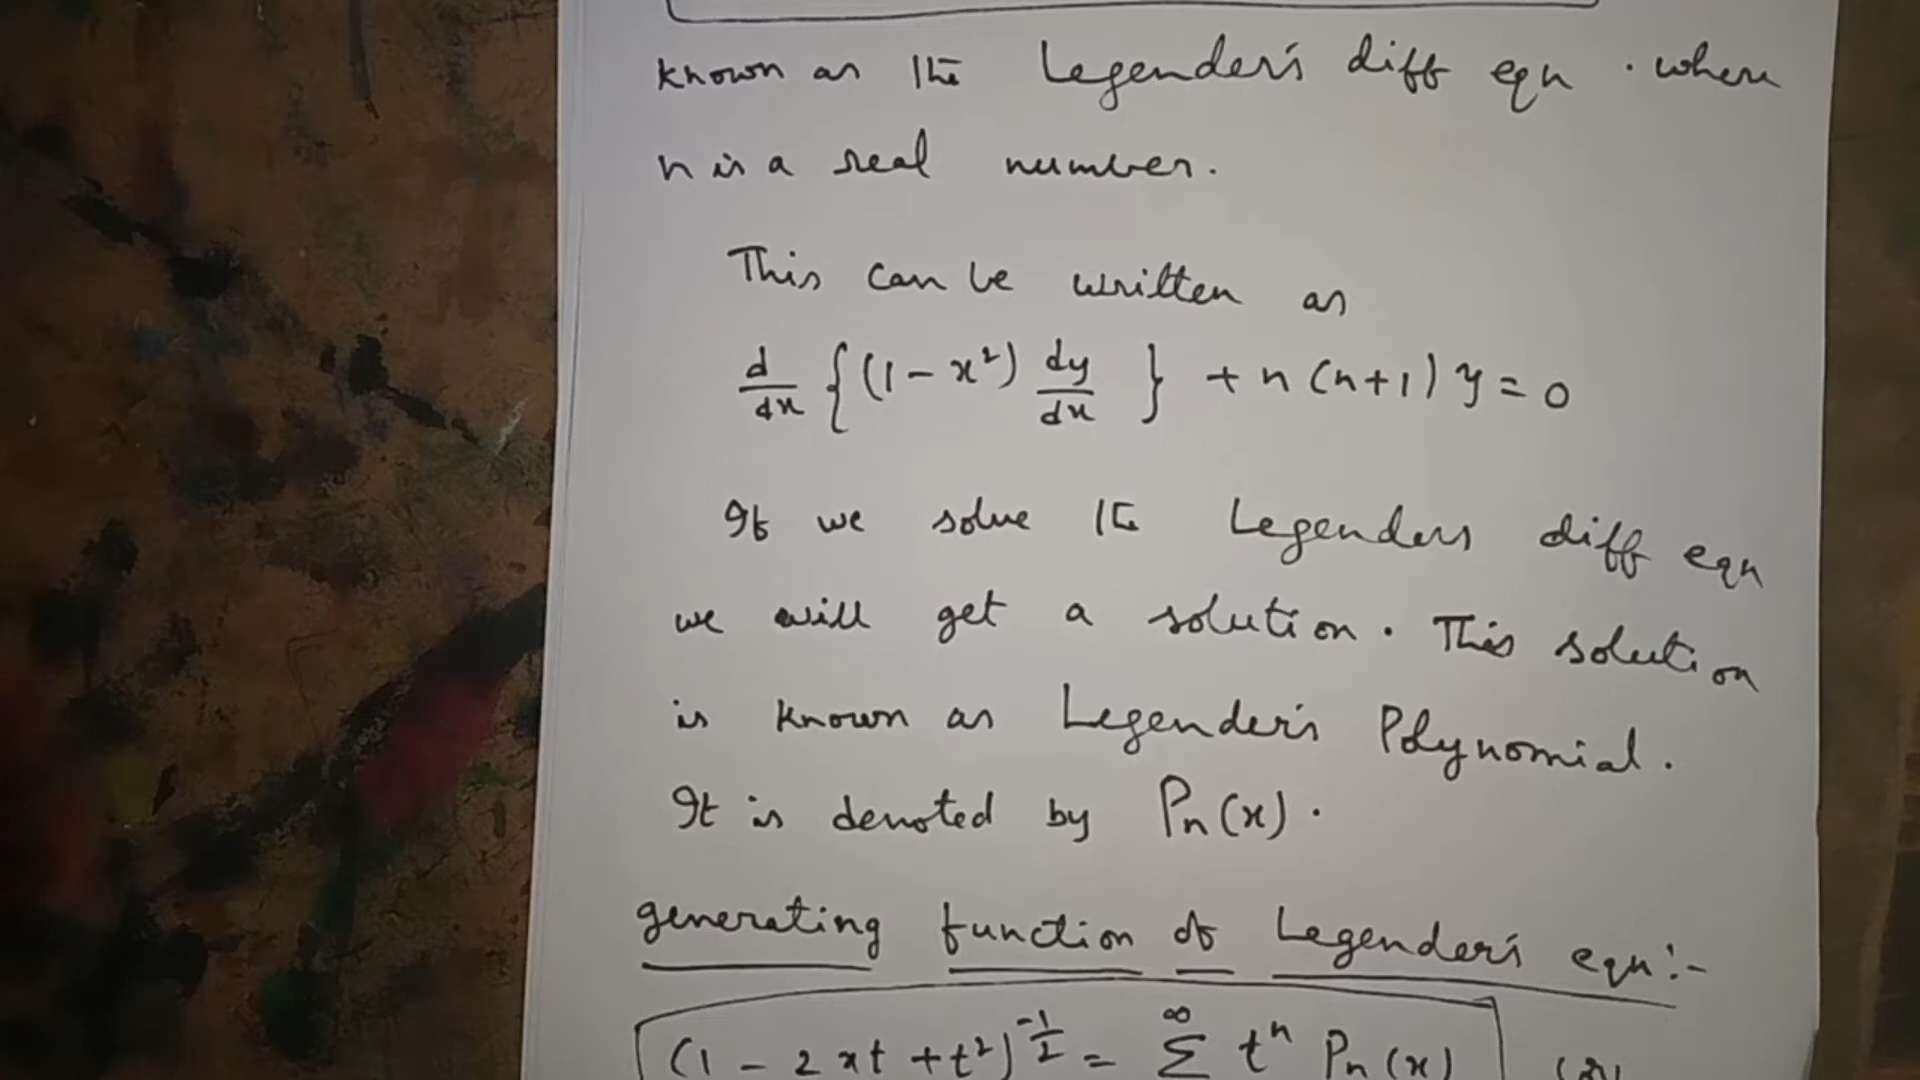 known as the Legender's diff eqn . where
n is a real number.
This can be written as
d/dx {(1 - x²) dy/dx } + n (n+1) y = 0
If we solve the Legenders diff eqn
we will get a solution. This solution
is known as Legender's Polynomial.
It is denoted by Pn(x).
generating function of Legender's eqn:-
(1 - 2xt + t²)^-1/2 = ∞ Σ t^n Pn(x)